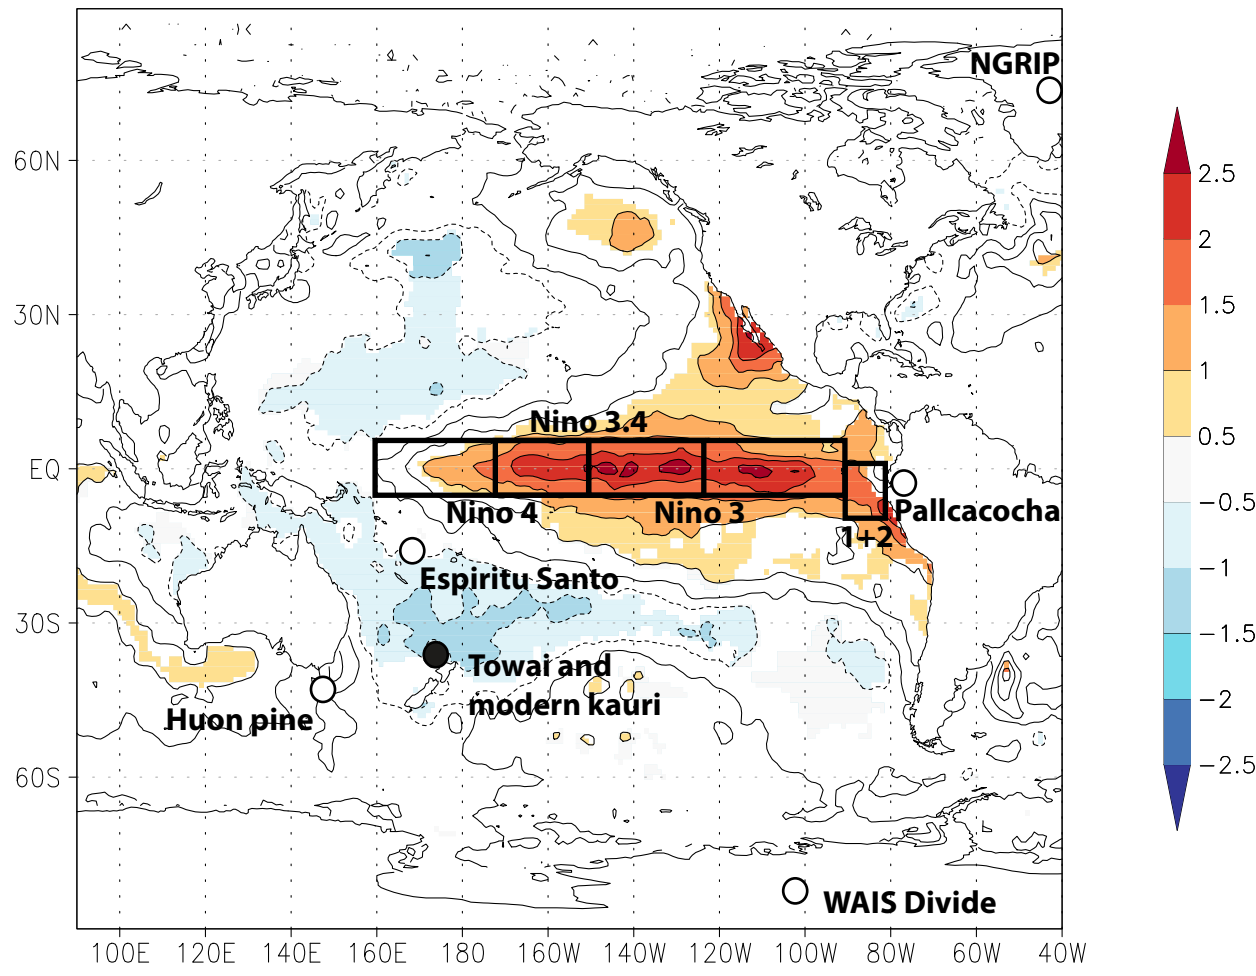 NGRIP
60N
30N
EQ
30S
60S
Nino 3.4
Nino 4
Nino 3
1+2
Pallcacocha
Espiritu Santo
Towai and
modern kauri
Huon pine
WAIS Divide
100E 120E 140E 160E 180 160W 140W 120W 100W 80W 60W 40W
2.5
2
1.5
1
0.5
−0.5
−1
−1.5
−2
−2.5